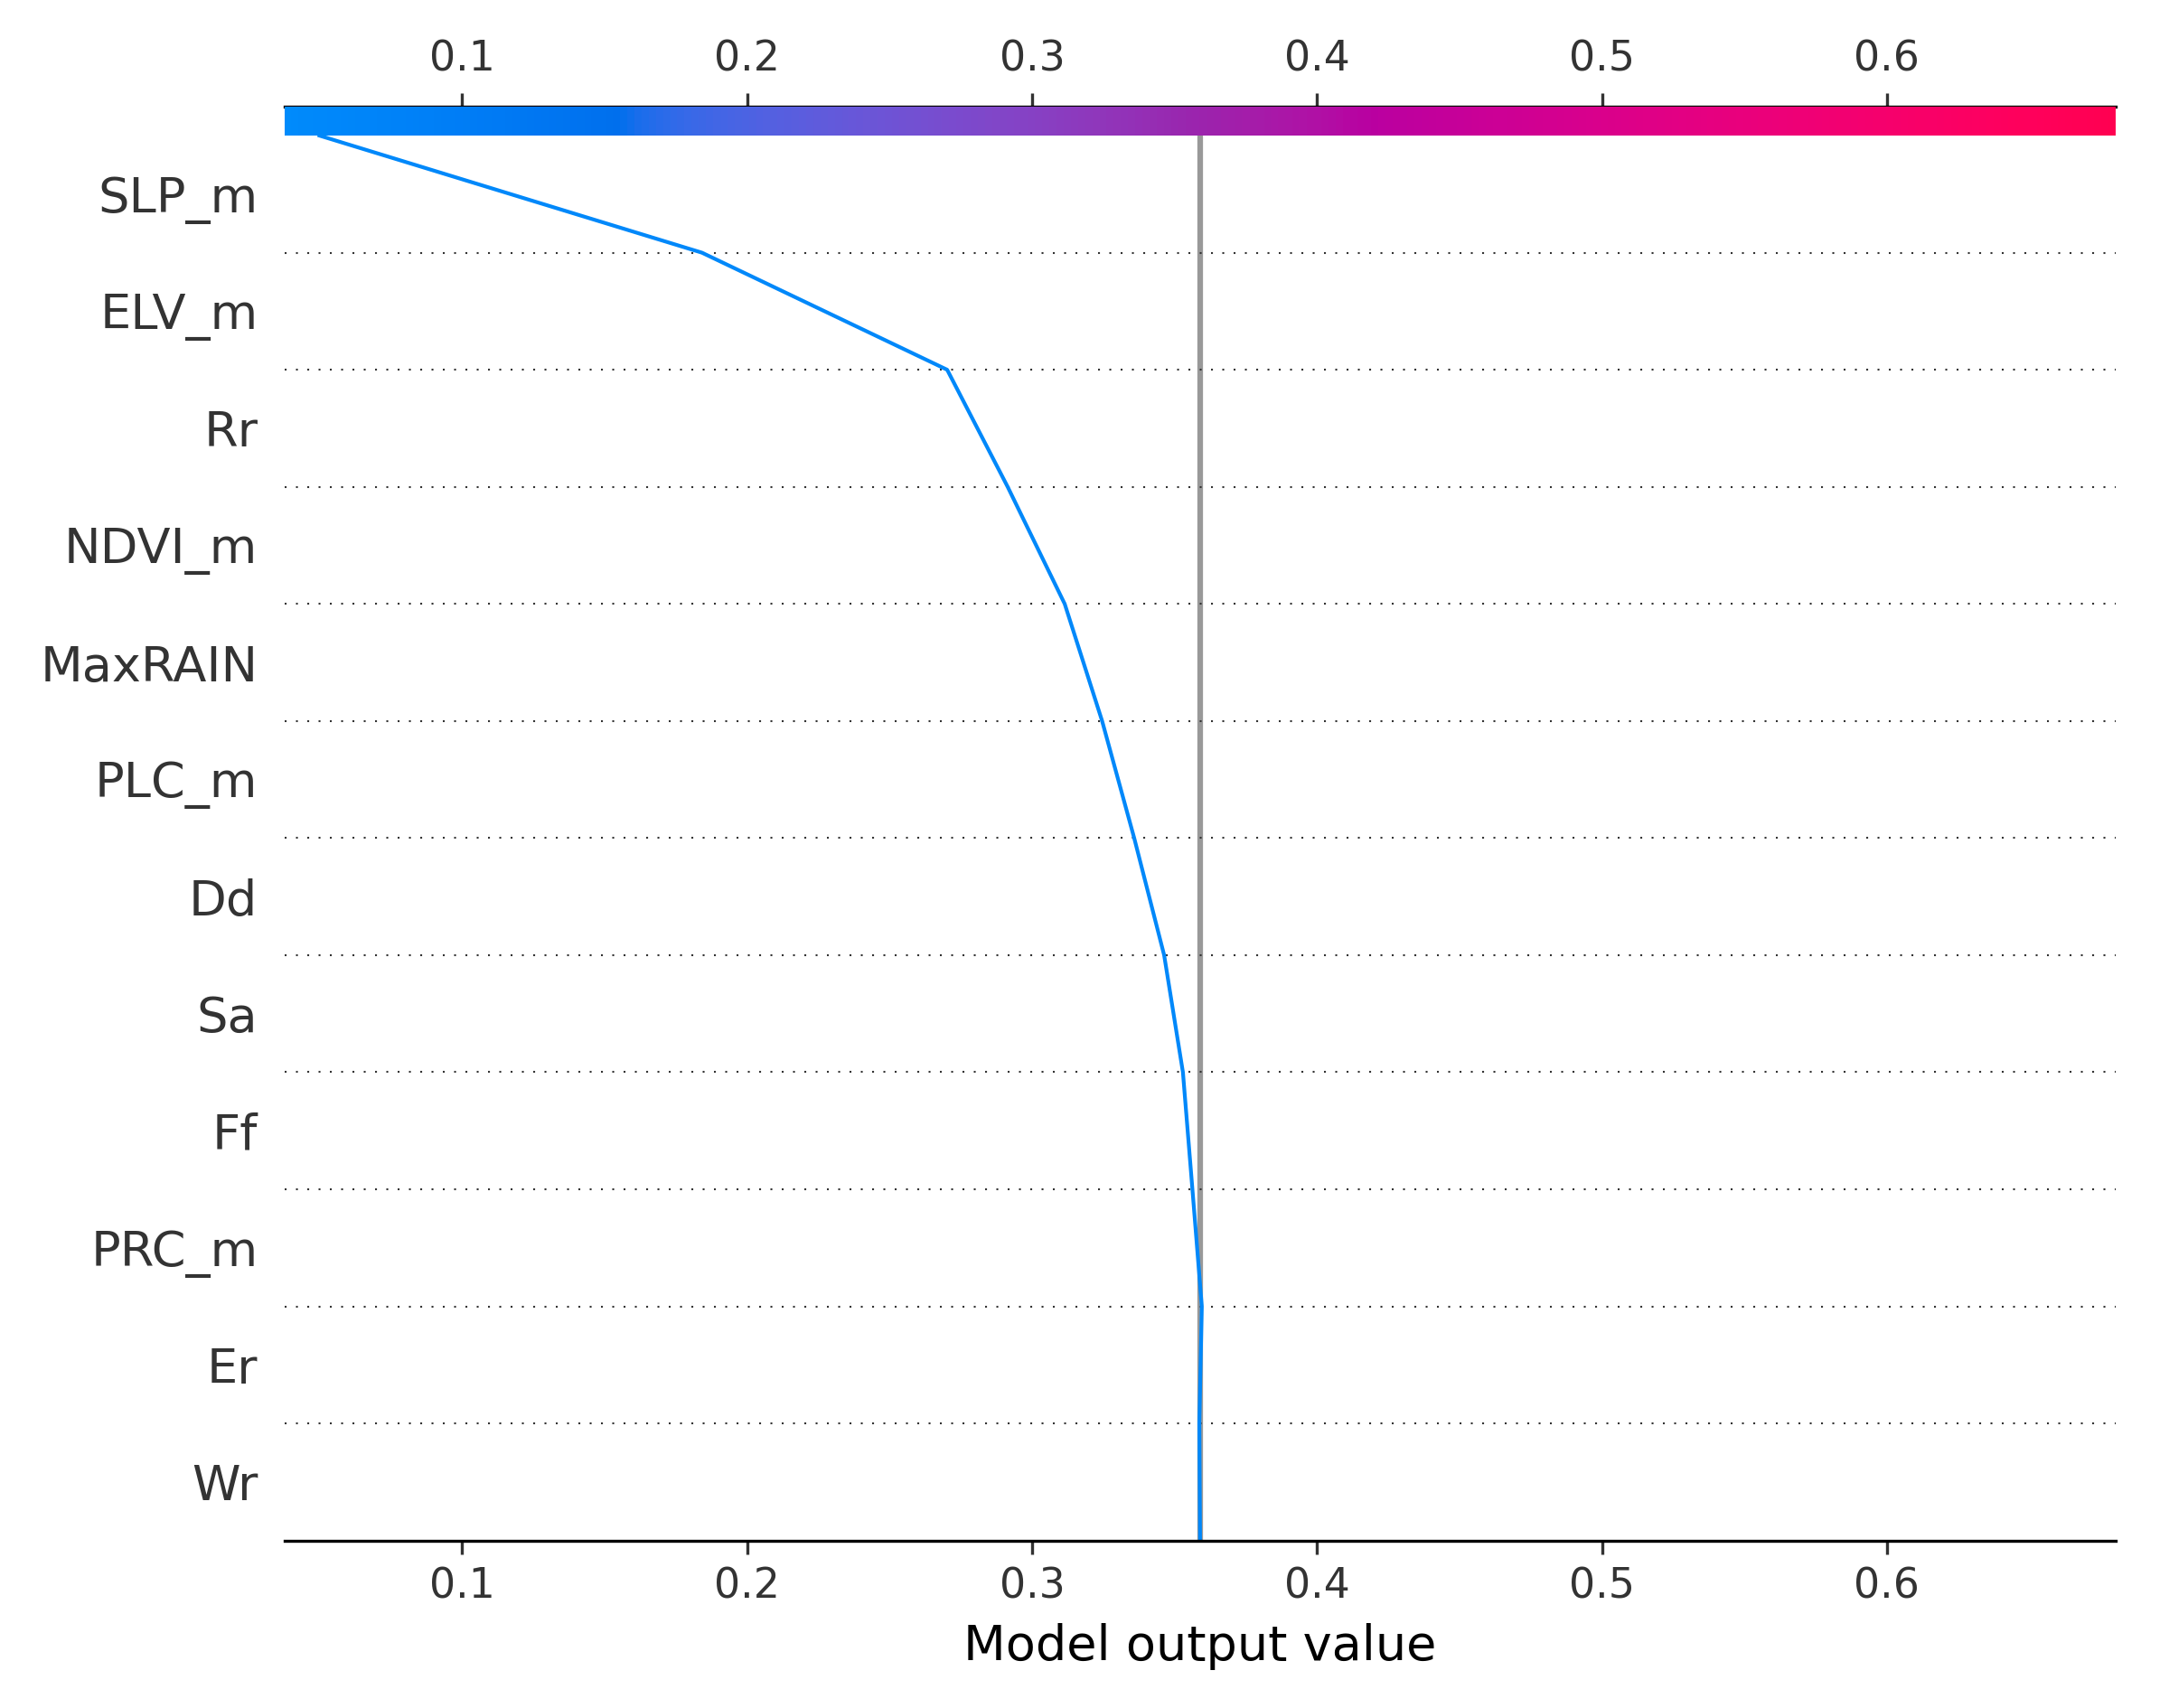 0.1 0.2 0.3 0.4 0.5 0.6
SLP_m
ELV_m
Rr
NDVI_m
MaxRAIN
PLC_m
Dd
Sa
Ff
PRC_m
Er
Wr
0.1 0.2 0.3 0.4 0.5 0.6
Model output value